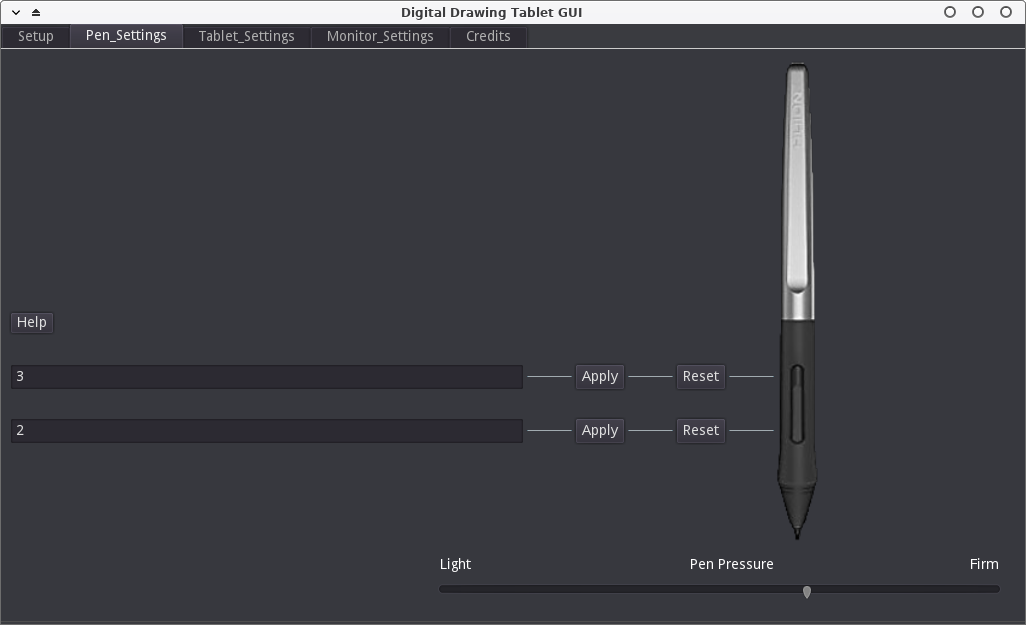 Digital Drawing Tablet GUI
Setup Pen_Settings Tablet_Settings Monitor_Settings Credits
HUION
Help
3 Apply Reset
2 Apply Reset
Light Pen Pressure Firm